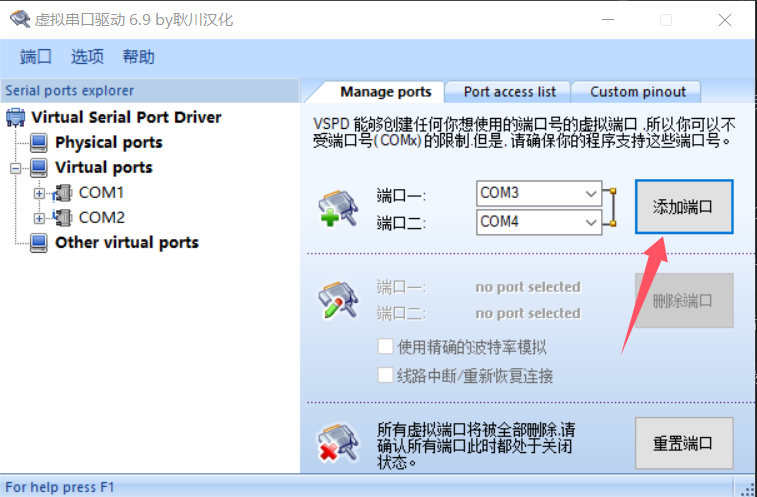 虚拟串口驱动 6.9 by耿川汉化
端口 选项 帮助
Serial ports explorer
Virtual Serial Port Driver
Physical ports
Virtual ports
COM1
COM2
Other virtual ports
Manage ports Port access list Custom pinout
VSPD 能够创建任何你想使用的端口号的虚拟端口 ,所以你可以不
受端口号(COMx) 的限制.但是, 请确保你的程序支持这些端口号。
端口一: COM3
端口二: COM4
添加端口
端口一: no port selected
端口二: no port selected
删除端口
使用精确的波特率模拟
线路中断/重新恢复连接
所有虚拟端口将被全部删除.请
确认所有端口此时都处于关闭
状态。
重置端口
For help press F1